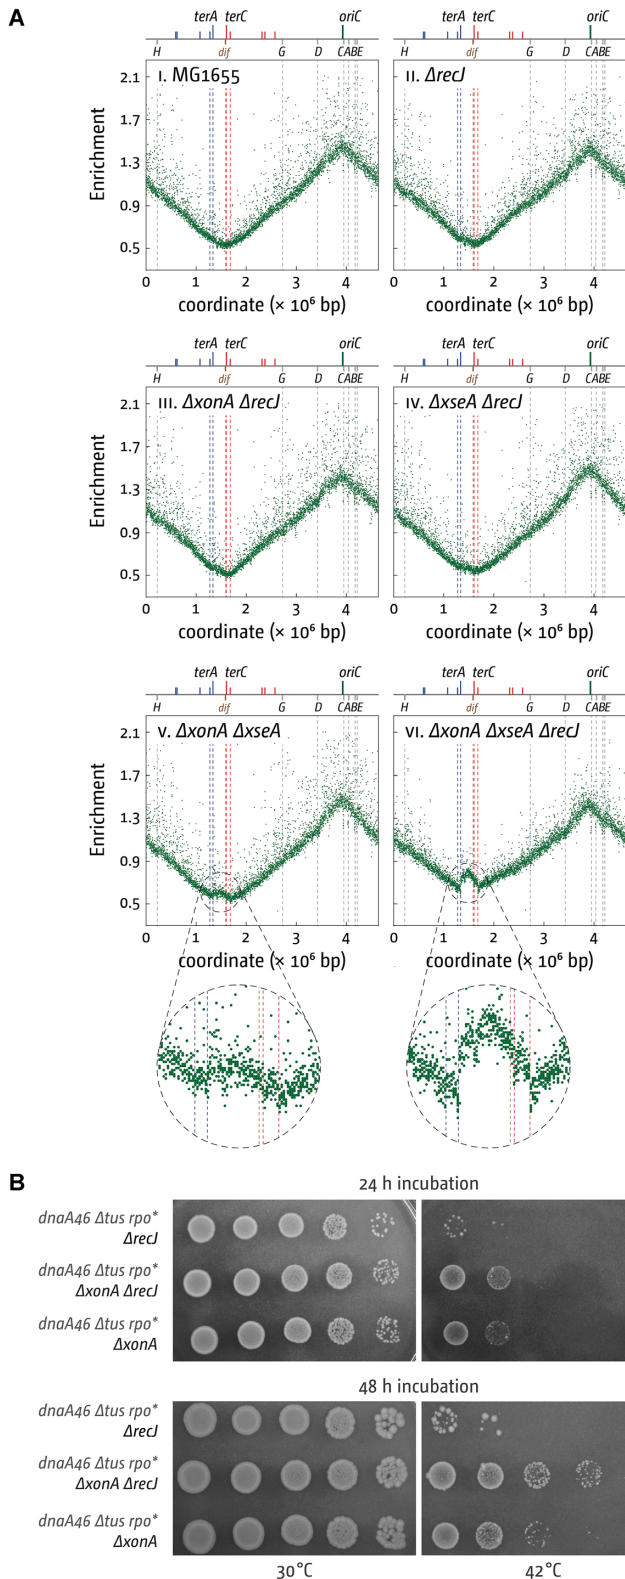 A
terA terC oriC
H dif G D CABE
I. MG1655
Enrichment
2.1
1.7
1.3
0.9
0.5
0 1 2 3 4
coordinate (× 10⁶ bp)
terA terC oriC
H dif G D CABE
II. ΔrecJ
0 1 2 3 4
coordinate (× 10⁶ bp)
terA terC oriC
H dif G D CABE
III. ΔxonA ΔrecJ
Enrichment
2.1
1.7
1.3
0.9
0.5
0 1 2 3 4
coordinate (× 10⁶ bp)
terA terC oriC
H dif G D CABE
IV. ΔxseA ΔrecJ
0 1 2 3 4
coordinate (× 10⁶ bp)
terA terC oriC
H dif G D CABE
V. ΔxonA ΔxseA
Enrichment
2.1
1.7
1.3
0.9
0.5
0 1 2 3 4
coordinate (× 10⁶ bp)
terA terC oriC
H dif G D CABE
VI. ΔxonA ΔxseA ΔrecJ
0 1 2 3 4
coordinate (× 10⁶ bp)
B
24 h incubation
dnaA46 Δtus rpo*
ΔrecJ
dnaA46 Δtus rpo*
ΔxonA ΔrecJ
dnaA46 Δtus rpo*
ΔxonA
48 h incubation
dnaA46 Δtus rpo*
ΔrecJ
dnaA46 Δtus rpo*
ΔxonA ΔrecJ
dnaA46 Δtus rpo*
ΔxonA
30°C 42°C